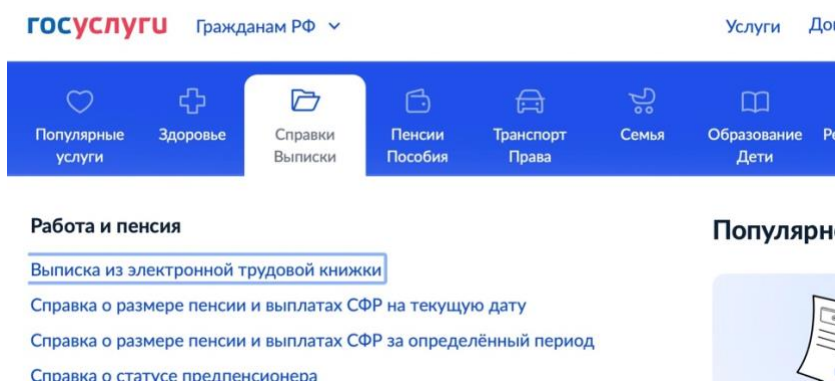 госуслуги Гражданам РФ Услуги
Популярные услуги
Здоровье
Справки Выписки
Пенсии Пособия
Транспорт Права
Семья
Образование Дети
Работа и пенсия
Выписка из электронной трудовой книжки
Справка о размере пенсии и выплатах СФР на текущую дату
Справка о размере пенсии и выплатах СФР за определённый период
Справка о статусе предпенсионера